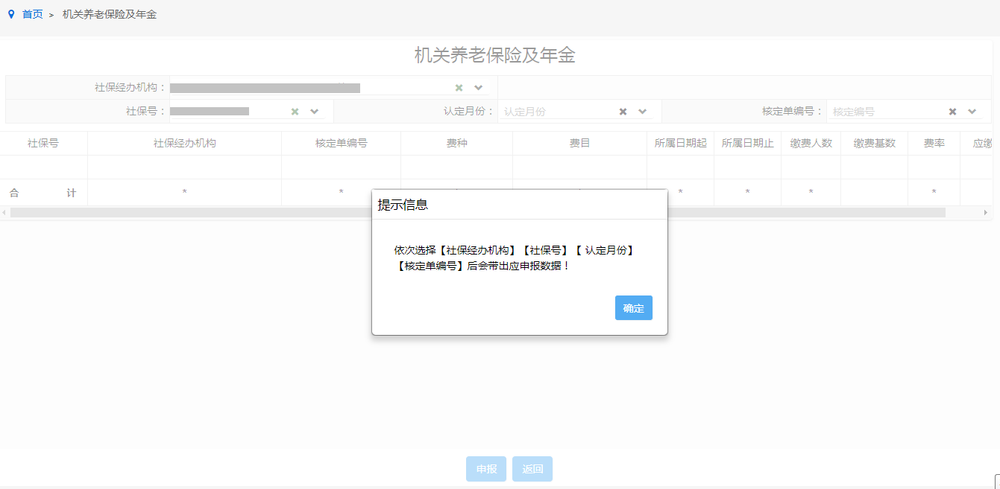 首页 > 机关养老保险及年金
机关养老保险及年金
社保经办机构：
社保号： 认定月份： 认定月份 核定单编号： 核定编号
社保号 社保经办机构 核定单编号 费种 费目 所属日期起 所属日期止 缴费人数 缴费基数 费率 应缴
合 计 * * * * * * * *
提示信息
依次选择【社保经办机构】【社保号】【 认定月份】
【核定单编号】后会带出应申报数据！
确定
申报 返回